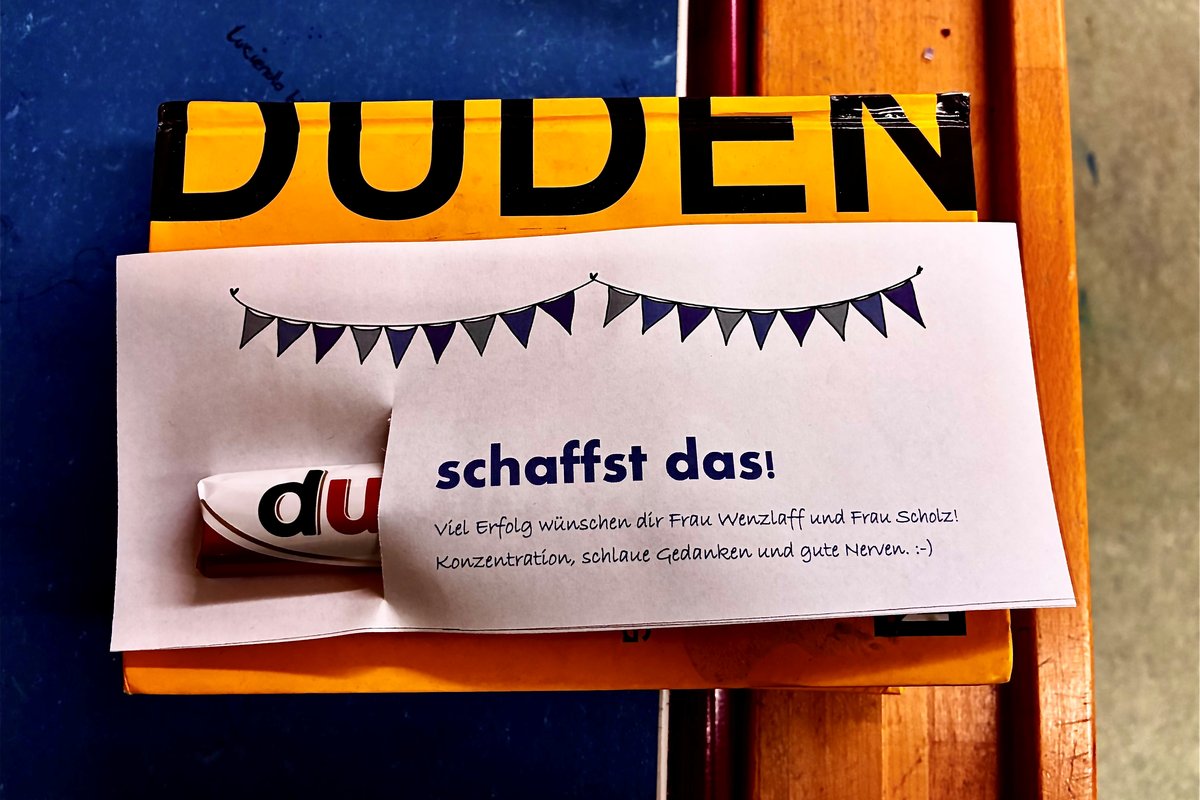 DUDEN
du
schaffst das!
Viel Erfolg wünschen dir Frau Wenzlaff und Frau Scholz!
Konzentration, schlaue Gedanken und gute Nerven. :-)